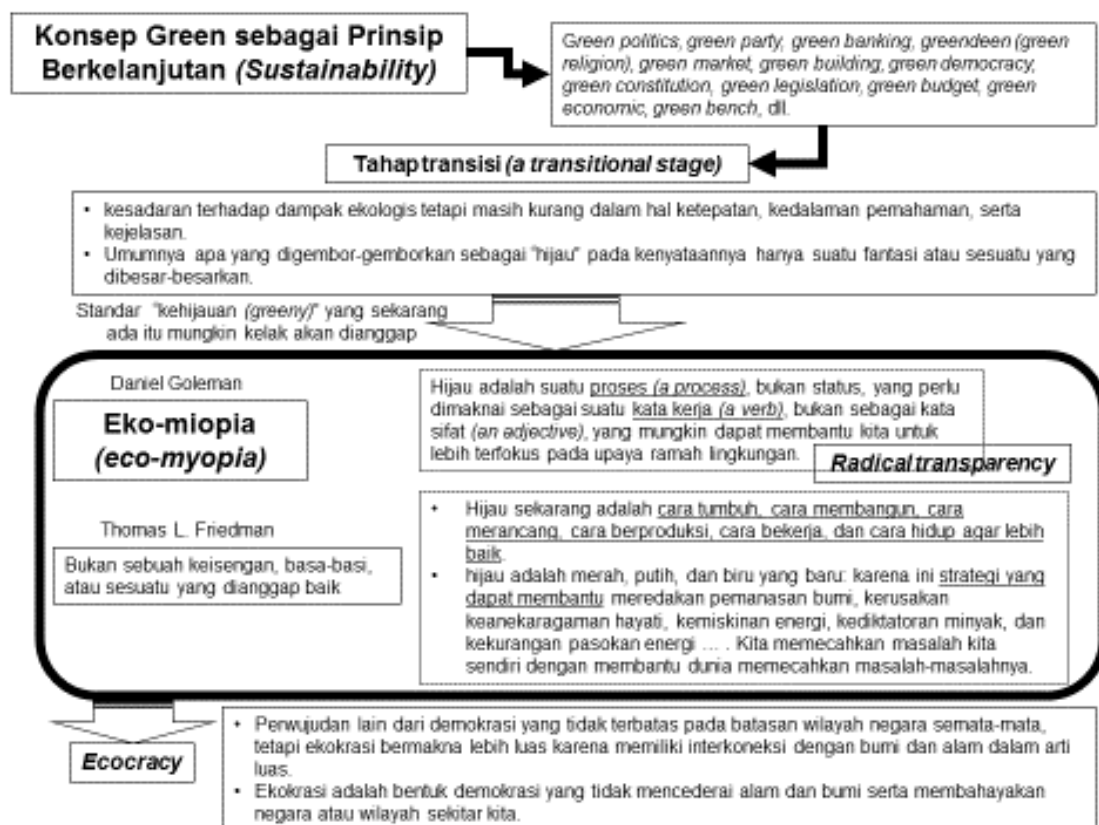 Konsep Green sebagai Prinsip
Berkelanjutan (Sustainability)
Green politics, green party, green banking, greendeen (green
religion), green market, green building, green democracy,
green constitution, green legislation, green budget, green
economic, green bench, dll.
Tahap transisi (a transitional stage)
• kesadaran terhadap dampak ekologis tetapi masih kurang dalam hal ketepatan, kedalaman pemahaman, serta
kejelasan.
• Umumnya apa yang digembor-gemborkan sebagai "hijau" pada kenyataannya hanya suatu fantasi atau sesuatu yang
dibesar-besarkan.
Standar "kehijauan (greeny)" yang sekarang
ada itu mungkin kelak akan dianggap
Daniel Goleman
Eko-miopia
(eco-myopia)
Hijau adalah suatu proses (a process), bukan status, yang perlu
dimaknai sebagai suatu kata kerja (a verb), bukan sebagai kata
sifat (an adjective), yang mungkin dapat membantu kita untuk
lebih terfokus pada upaya ramah lingkungan.
Radical transparency
Thomas L. Friedman
Bukan sebuah keisengan, basa-basi,
atau sesuatu yang dianggap baik
• Hijau sekarang adalah cara tumbuh, cara membangun, cara
merancang, cara berproduksi, cara bekerja, dan cara hidup agar lebih
baik.
• hijau adalah merah, putih, dan biru yang baru: karena ini strategi yang
dapat membantu meredakan pemanasan bumi, kerusakan
keanekaragaman hayati, kemiskinan energi, kediktatoran minyak, dan
kekurangan pasokan energi ... . Kita memecahkan masalah kita
sendiri dengan membantu dunia memecahkan masalah-masalahnya.
Ecocracy
• Perwujudan lain dari demokrasi yang tidak terbatas pada batasan wilayah negara semata-mata,
tetapi ekokrasi bermakna lebih luas karena memiliki interkoneksi dengan bumi dan alam dalam arti
luas.
• Ekokrasi adalah bentuk demokrasi yang tidak mencederai alam dan bumi serta membahayakan
negara atau wilayah sekitar kita.